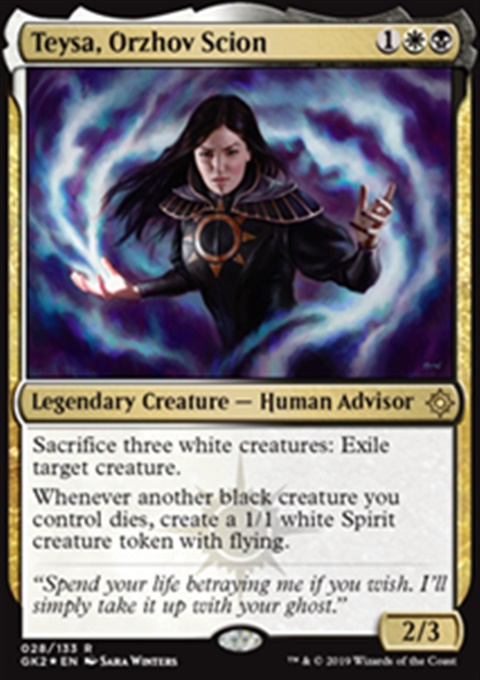 Teysa, Orzhov Scion 1
Legendary Creature — Human Advisor
Sacrifice three white creatures: Exile
target creature.
Whenever another black creature you
control dies, create a 1/1 white Spirit
creature token with flying.
“Spend your life betraying me if you wish. I’ll
simply take it up with your ghost.”
2/3
028/133 R
GK2 ★ EN Sara Winters
™ & © 2019 Wizards of the Coast